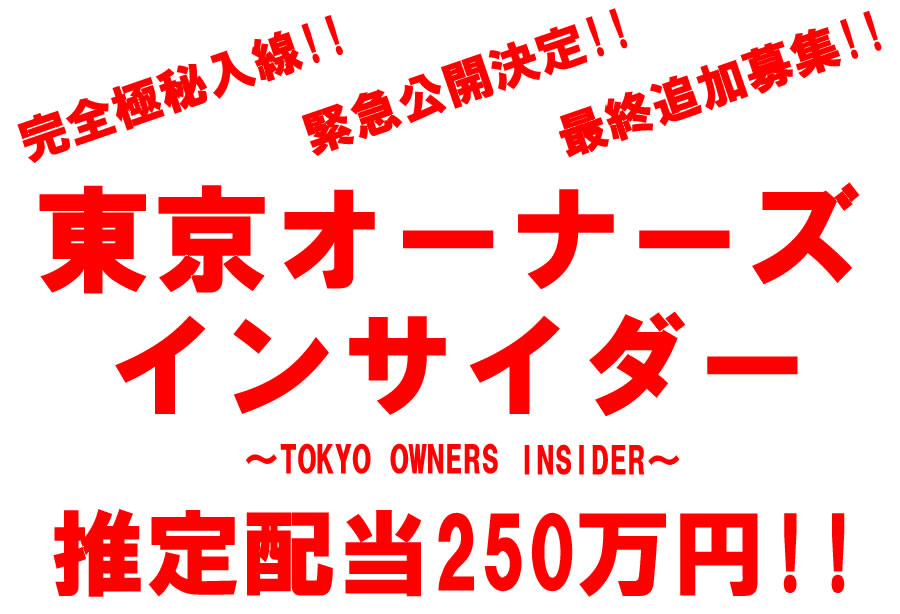 完全極秘入線!!
緊急公開決定!!
最終追加募集!!
東京オーナーズ
インサイダー
～TOKYO OWNERS INSIDER～
推定配当250万円!!